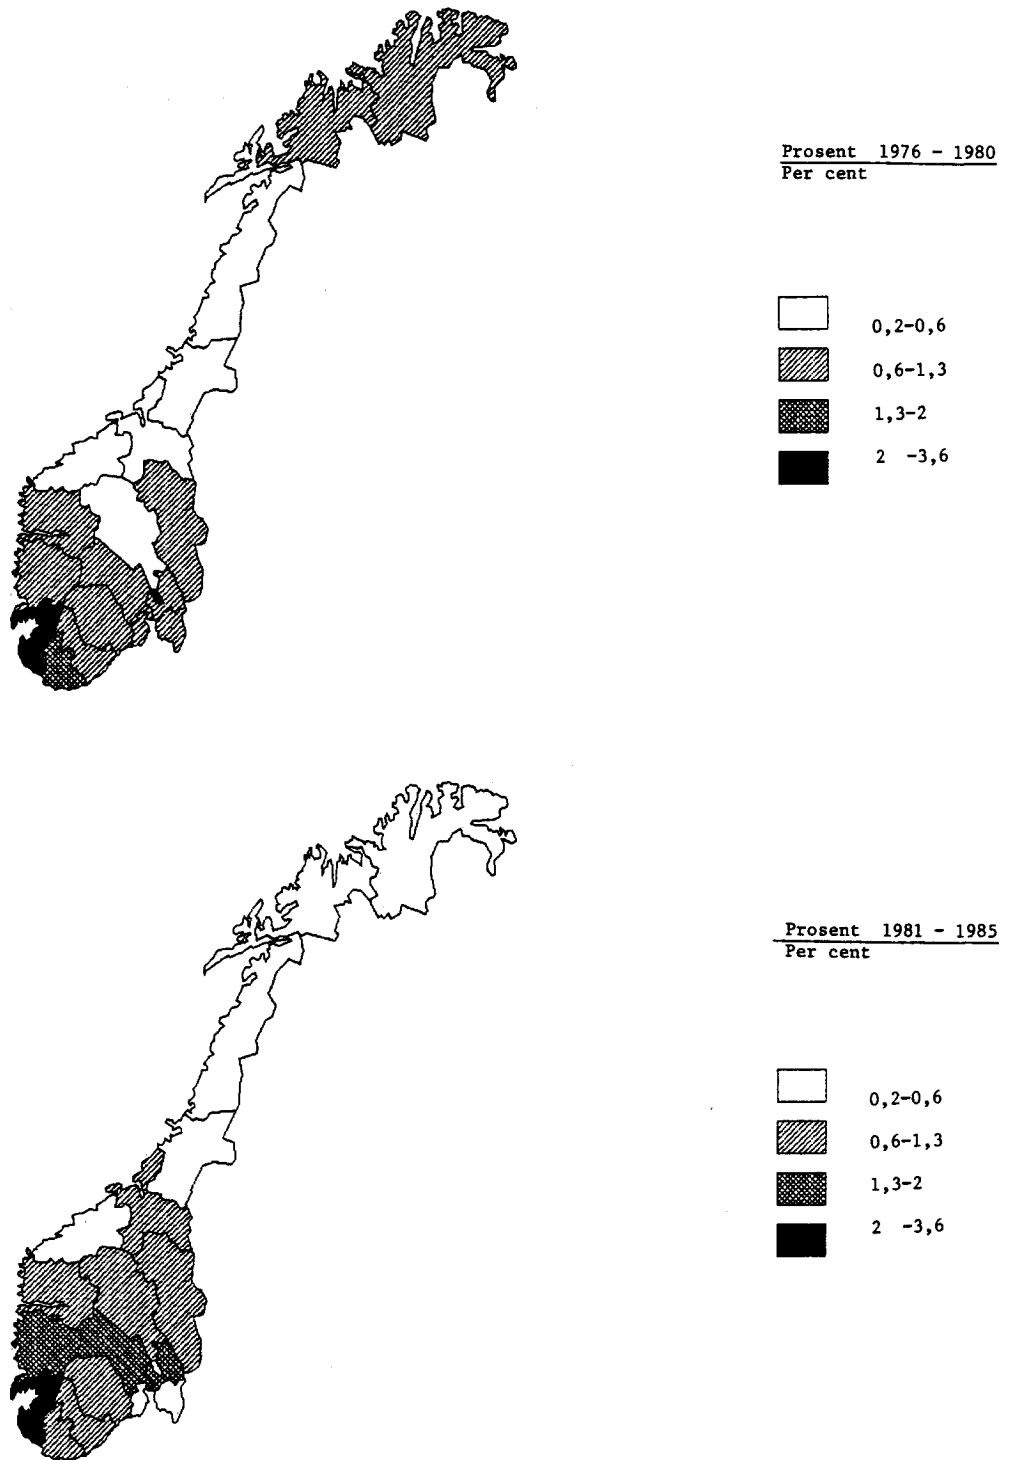 Prosent 1976 - 1980
Per cent
0,2-0,6
0,6-1,3
1,3-2
2 -3,6
Prosent 1981 - 1985
Per cent
0,2-0,6
0,6-1,3
1,3-2
2 -3,6